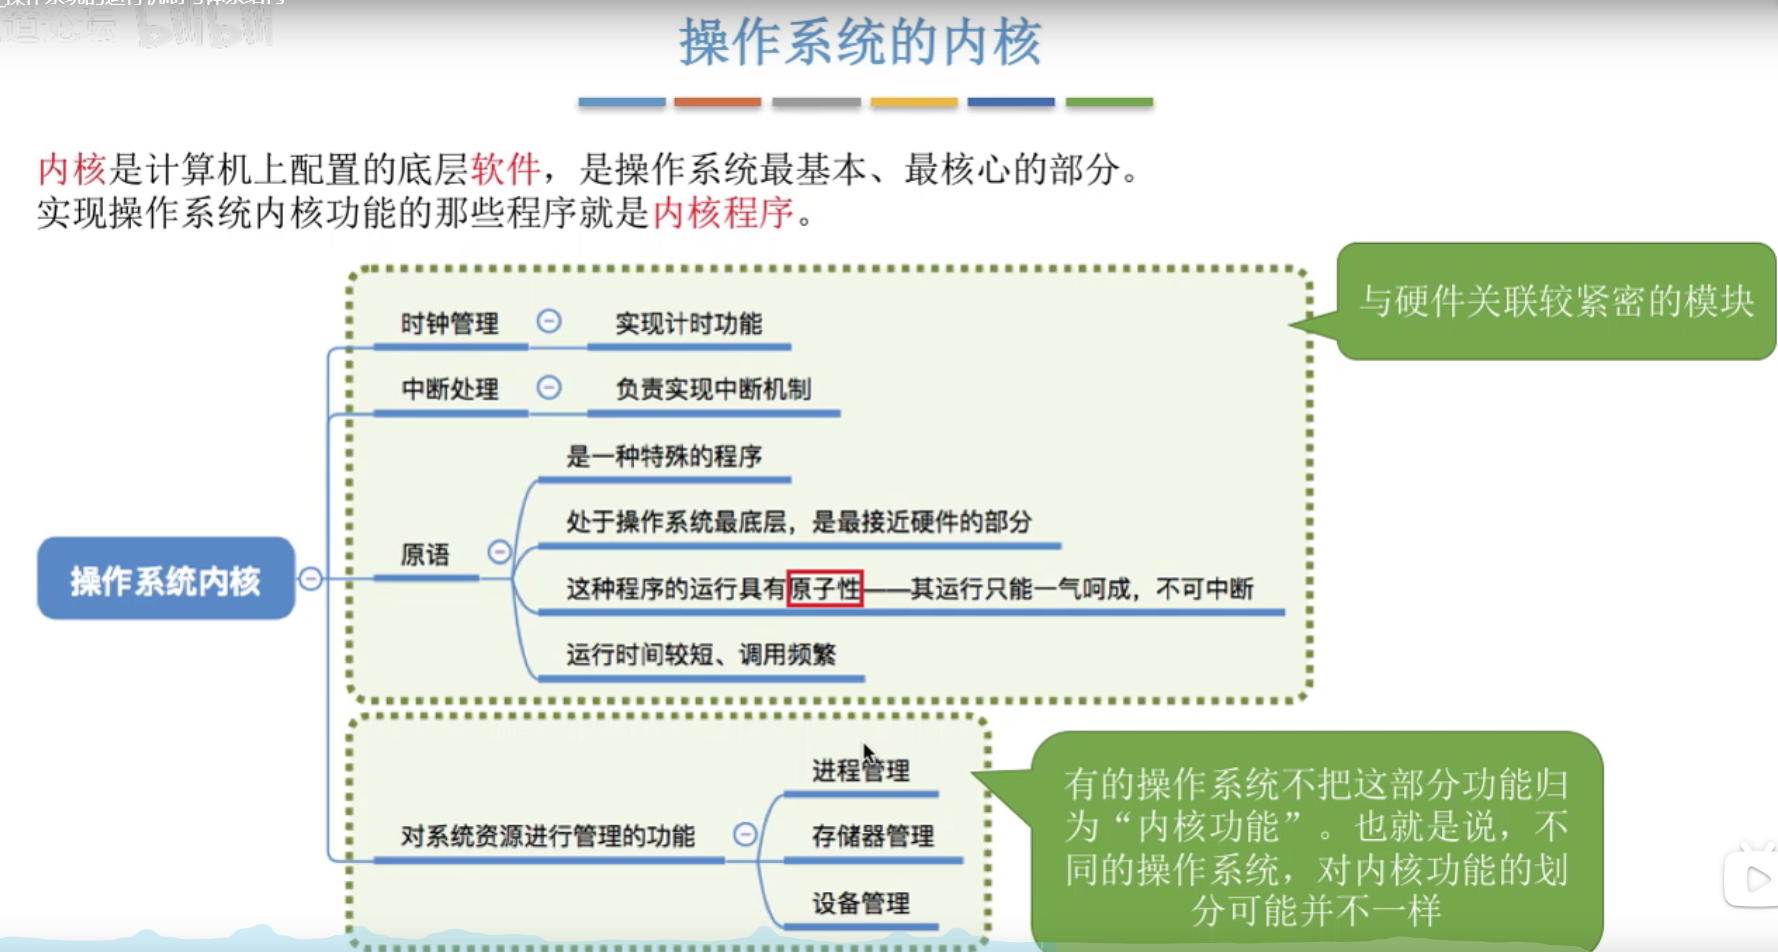 道论坛 bilibili
操作系统的内核
内核是计算机上配置的底层软件，是操作系统最基本、最核心的部分。
实现操作系统内核功能的那些程序就是内核程序。
与硬件关联较紧密的模块
时钟管理
实现计时功能
中断处理
负责实现中断机制
是一种特殊的程序
处于操作系统最底层，是最接近硬件的部分
原语
这种程序的运行具有原子性——其运行只能一气呵成，不可中断
运行时间较短、调用频繁
操作系统内核
进程管理
对系统资源进行管理的功能
存储器管理
设备管理
有的操作系统不把这部分功能归
为“内核功能”。也就是说，不
同的操作系统，对内核功能的划
分可能并不一样